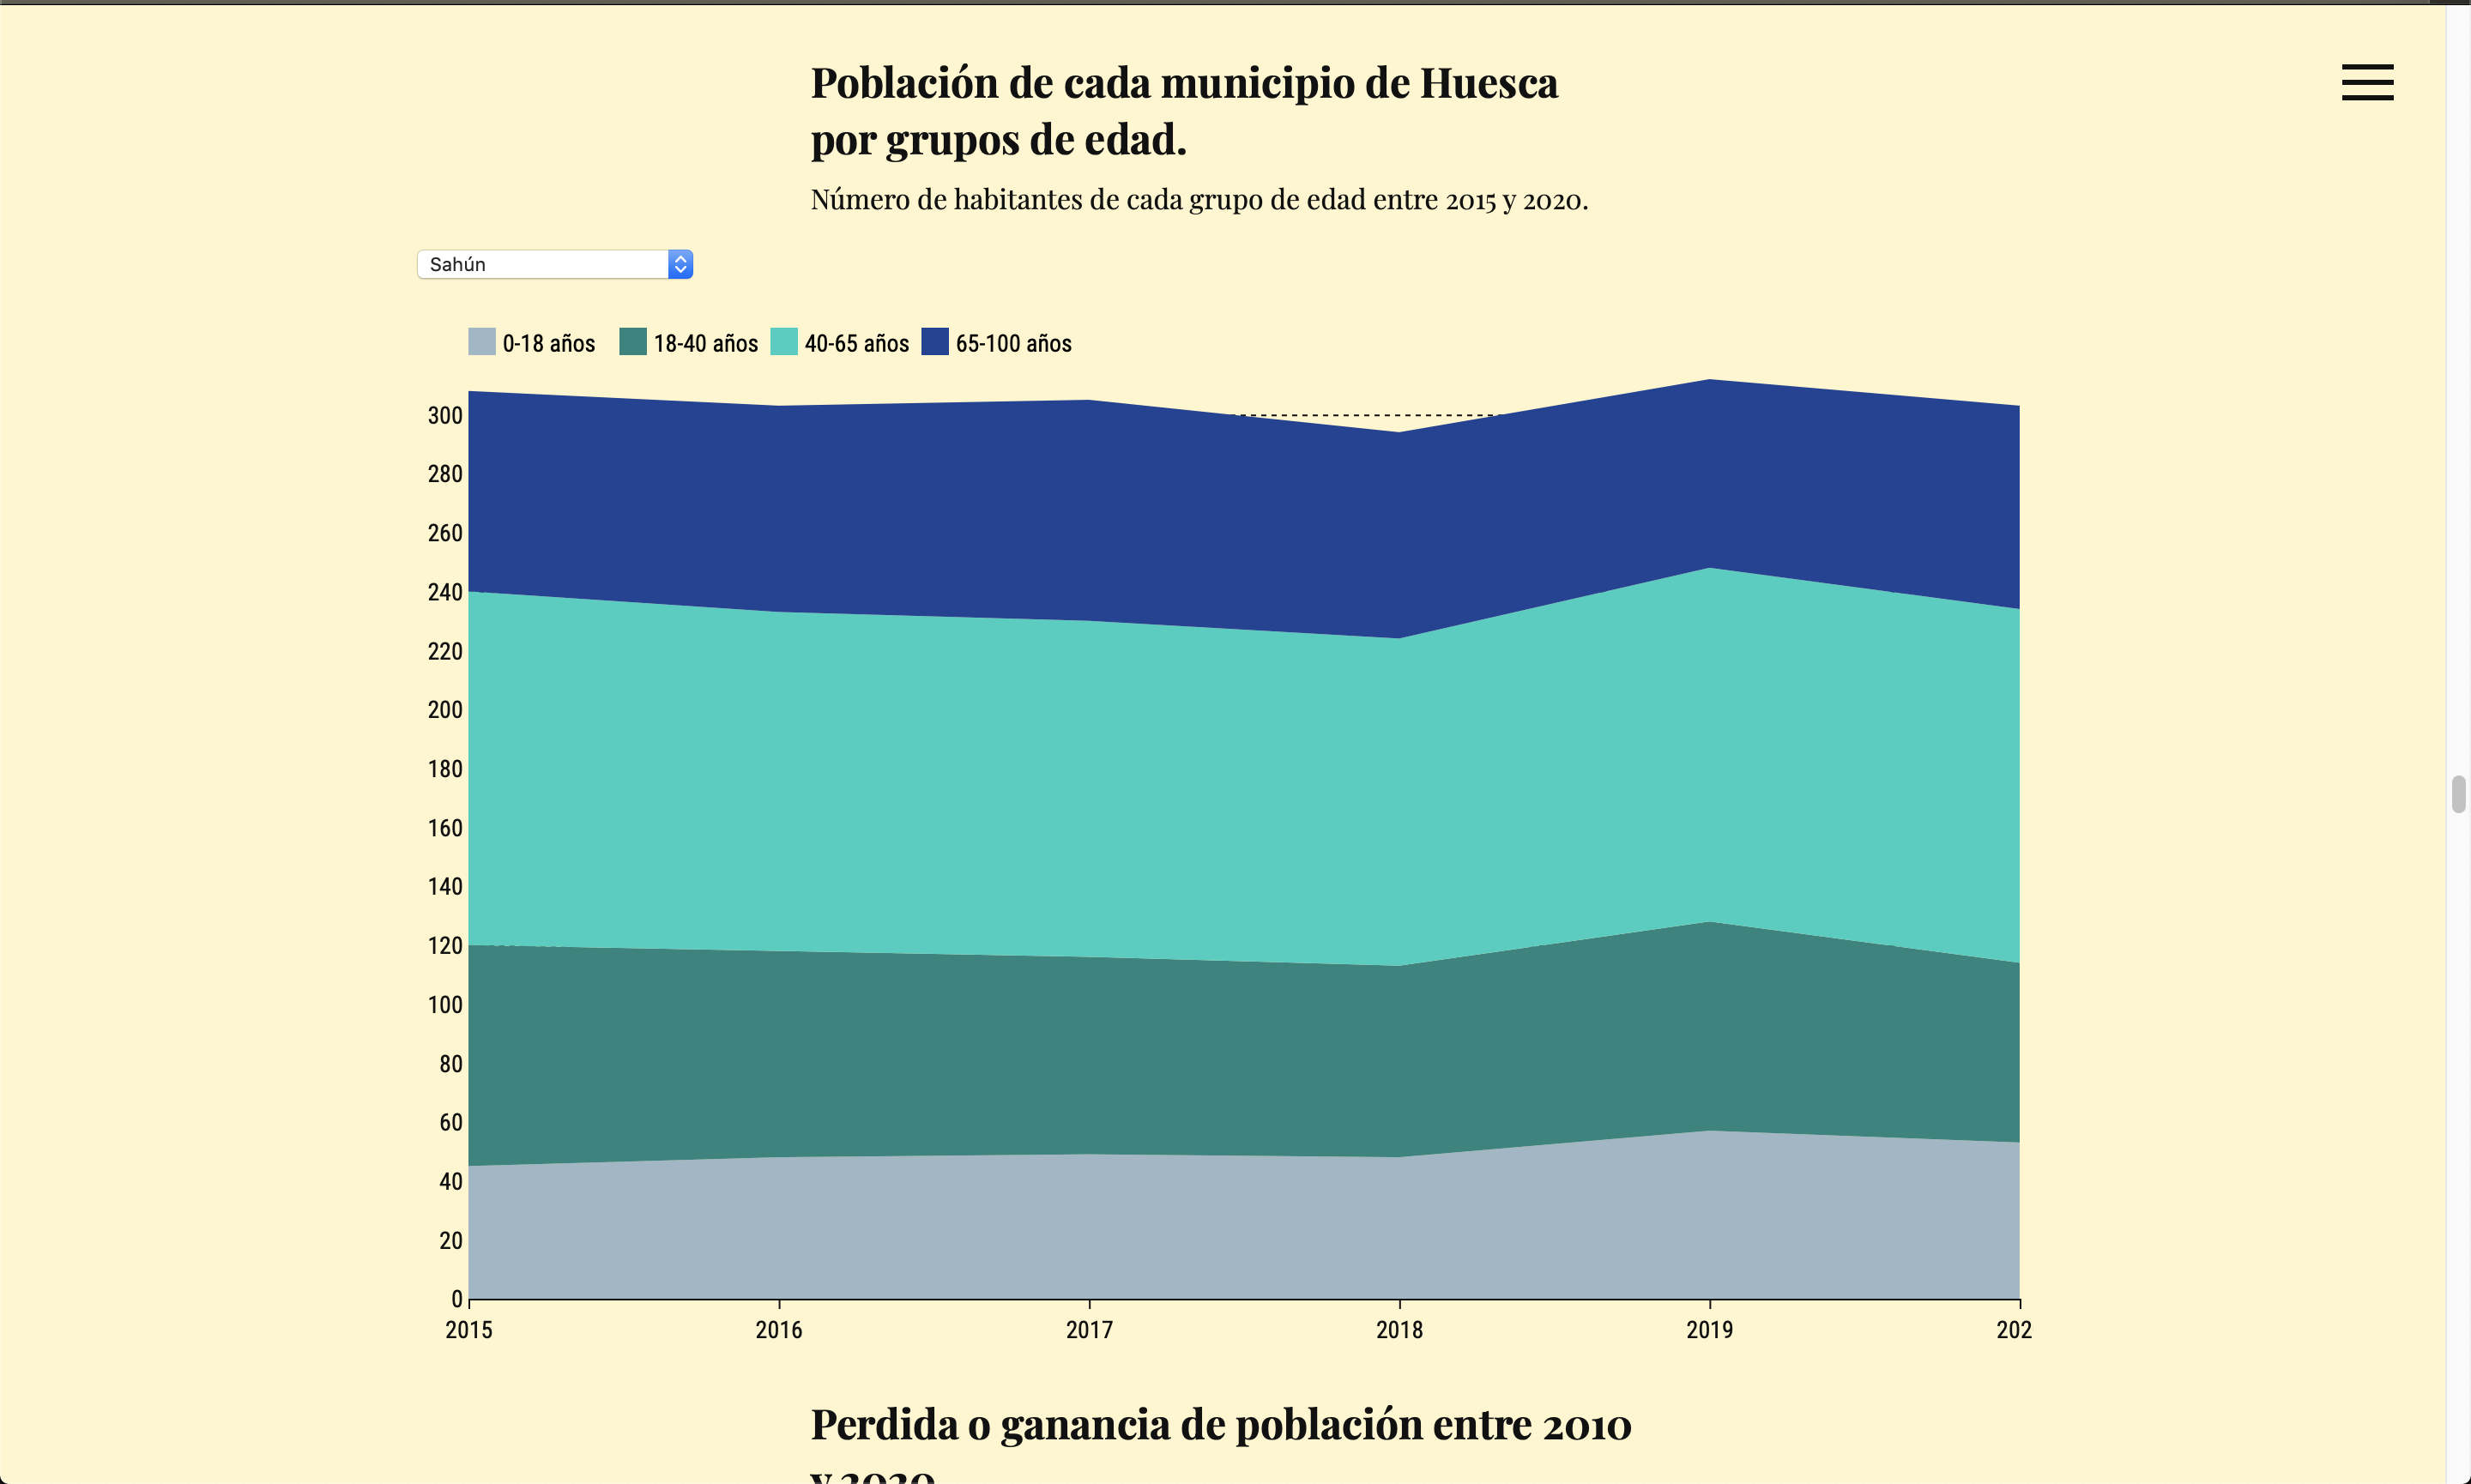 Población de cada municipio de Huesca
por grupos de edad.
Número de habitantes de cada grupo de edad entre 2015 y 2020.
Sahún
0-18 años 18-40 años 40-65 años 65-100 años
300
280
260
240
220
200
180
160
140
120
100
80
60
40
20
0
2015 2016 2017 2018 2019 202
Perdida o ganancia de población entre 2010
y 2020